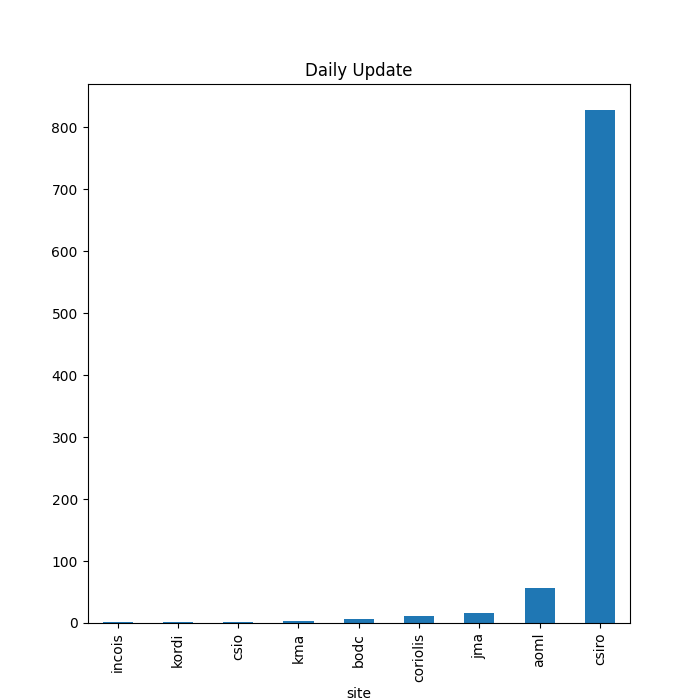 Daily Update
800
700
600
500
400
300
200
100
0
incois
kordi
csio
kma
bodc
coriolis
jma
aoml
csiro
site